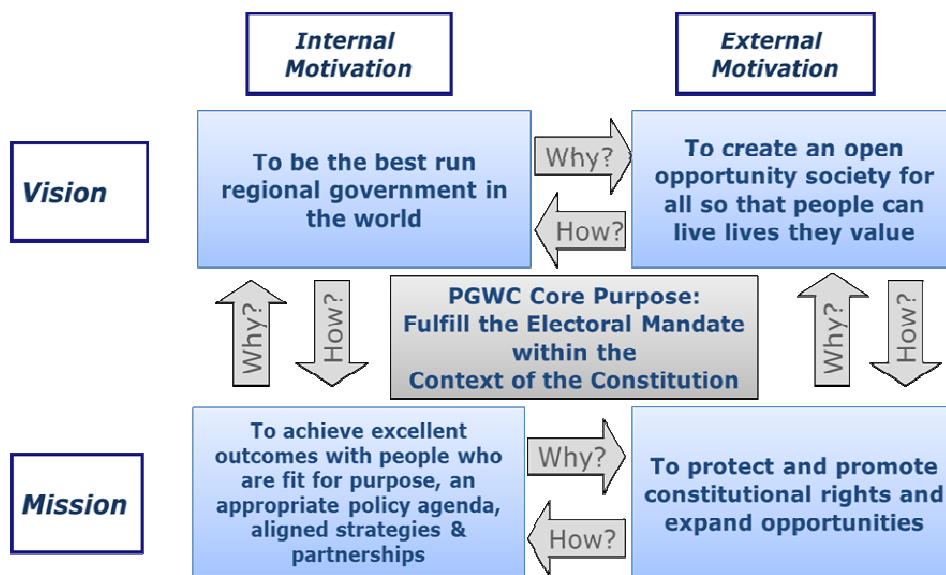 Internal
Motivation
External
Motivation
Vision
To be the best run
regional government in
the world
Why?
How?
To create an open
opportunity society for
all so that people can
live lives they value
Why?
How?
PGWC Core Purpose:
Fulfill the Electoral Mandate
within the
Context of the Constitution
Why?
How?
Mission
To achieve excellent
outcomes with people who
are fit for purpose, an
appropriate policy agenda,
aligned strategies &
partnerships
Why?
How?
To protect and promote
constitutional rights and
expand opportunities